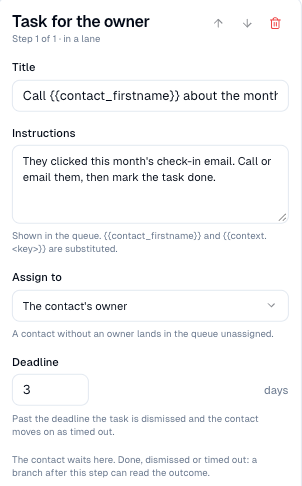 Task for the owner
Step 1 of 1 · in a lane
Title
Call {{contact_firstname}} about the month
Instructions
They clicked this month's check-in email. Call or
email them, then mark the task done.
Shown in the queue. {{contact_firstname}} and {{context.
<key>}} are substituted.
Assign to
The contact's owner
A contact without an owner lands in the queue unassigned.
Deadline
3 days
Past the deadline the task is dismissed and the contact
moves on as timed out.
The contact waits here. Done, dismissed or timed out: a
branch after this step can read the outcome.